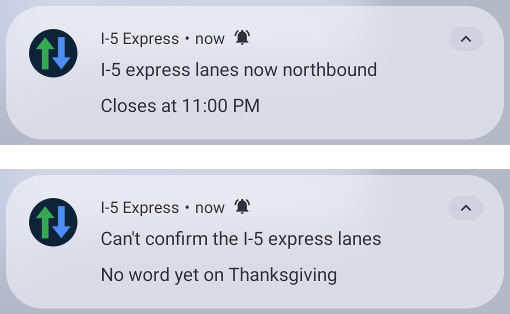 I-5 Express • now
I-5 express lanes now northbound
Closes at 11:00 PM
I-5 Express • now
Can't confirm the I-5 express lanes
No word yet on Thanksgiving